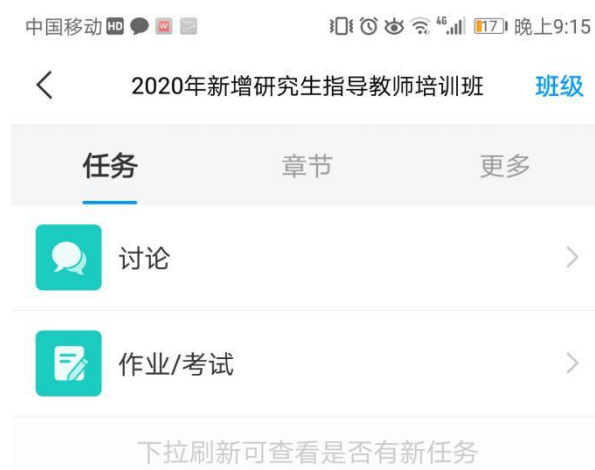 中国移动 HD 46 17 晚上9:15
2020年新增研究生指导教师培训班 班级
任务 章节 更多
讨论
作业/考试
下拉刷新可查看是否有新任务